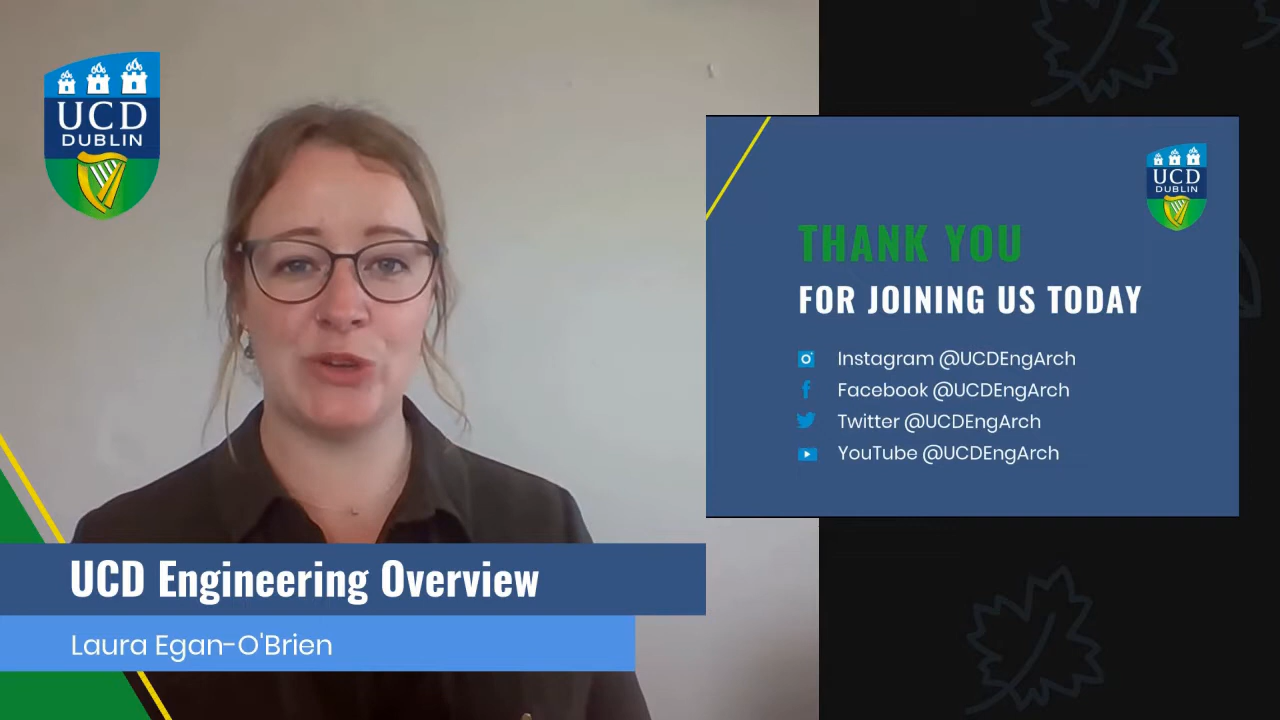 UCD
DUBLIN
UCD
DUBLIN
THANK YOU
FOR JOINING US TODAY
Instagram @UCDEngArch
Facebook @UCDEngArch
Twitter @UCDEngArch
YouTube @UCDEngArch
UCD Engineering Overview
Laura Egan-O'Brien